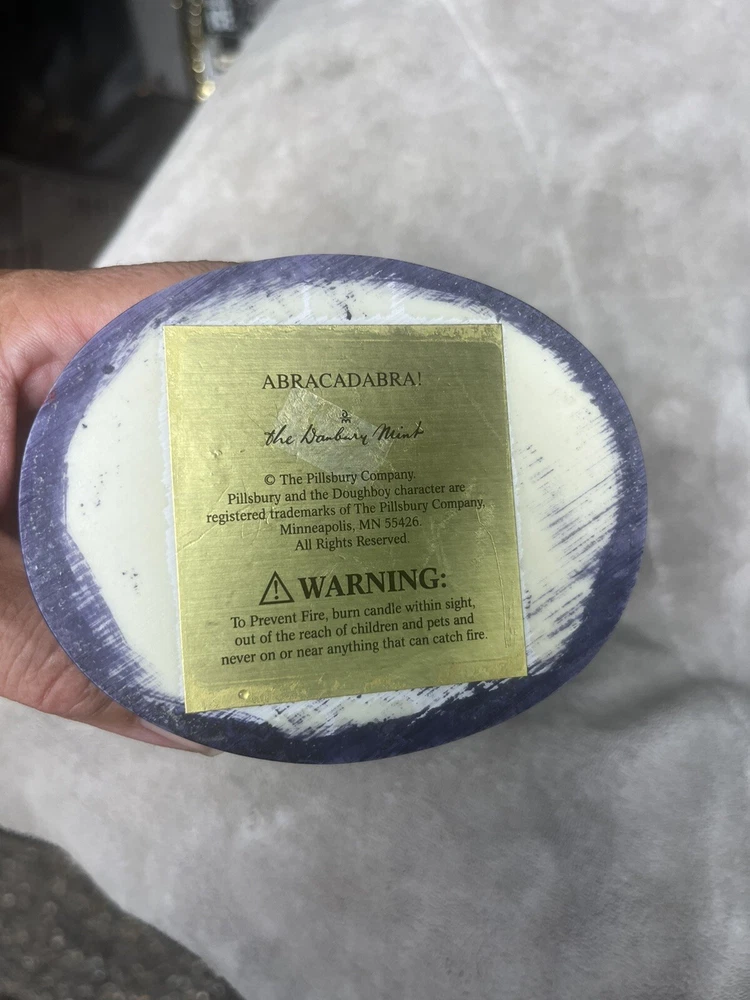 ABRACADABRA!
the Danbury Mint
© The Pillsbury Company.
Pillsbury and the Doughboy character are
registered trademarks of The Pillsbury Company,
Minneapolis, MN 55426.
All Rights Reserved.
⚠ WARNING:
To Prevent Fire, burn candle within sight,
out of the reach of children and pets and
never on or near anything that can catch fire.